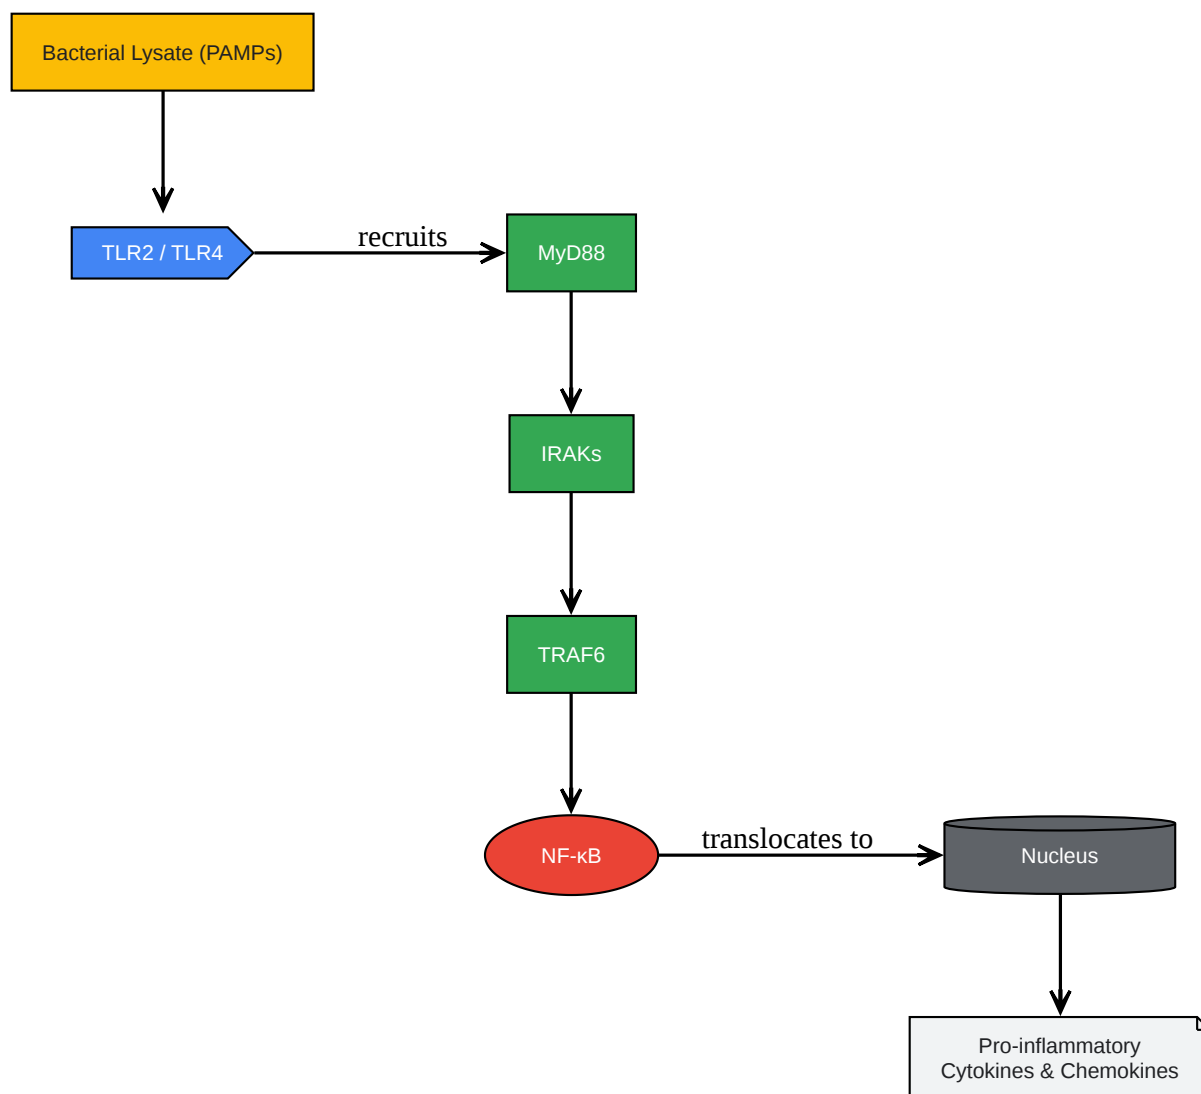 Bacterial Lysate (PAMPs)
TLR2 / TLR4
recruits
MyD88
IRAKs
TRAF6
NF-κB
translocates to
Nucleus
Pro-inflammatory
Cytokines & Chemokines